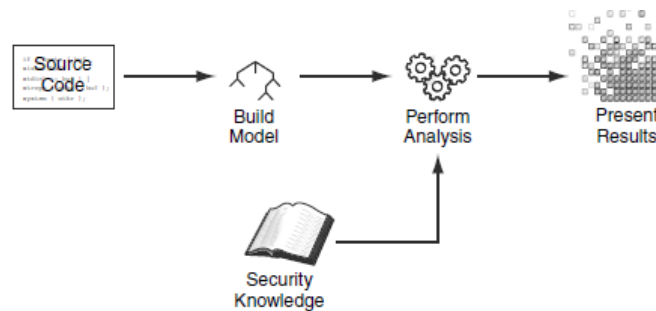 Source
Code
Build
Model
Perform
Analysis
Present
Results
Security
Knowledge